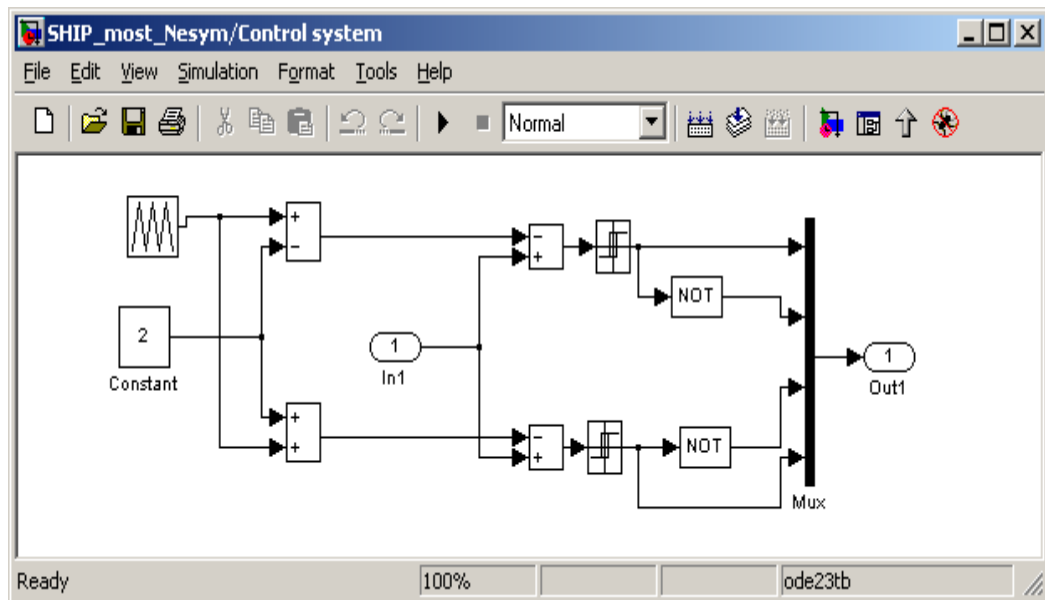 SHIP_most_Nesym/Control system
File Edit View Simulation Format Tools Help
Normal
+
−
−
+
NOT
2
Constant
1
In1
1
Out1
+
+
−
+
NOT
Mux
Ready
100%
ode23tb